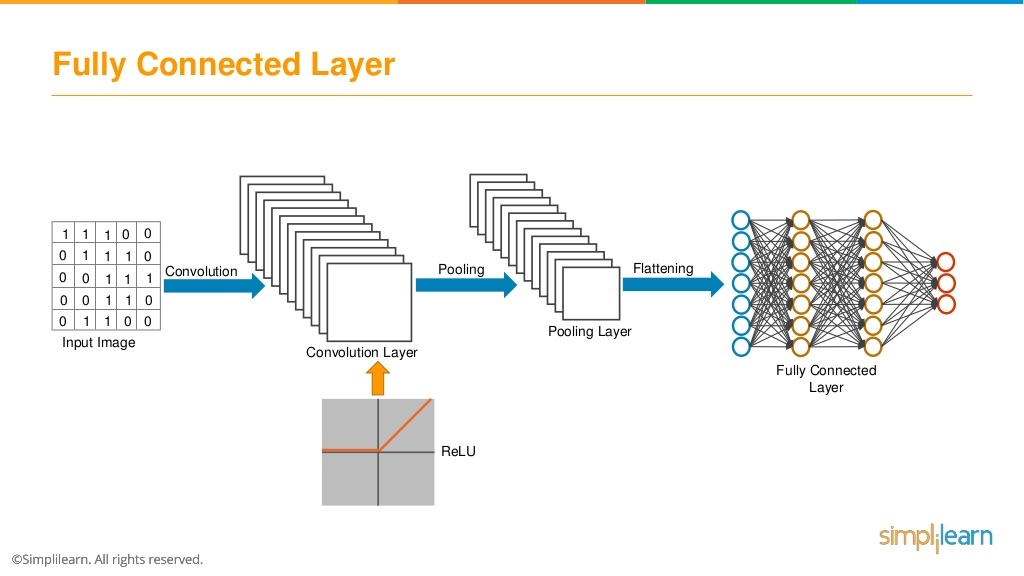 Fully Connected Layer
1 1 1 0 0
0 1 1 1 0
0 0 1 1 1
0 0 1 1 0
0 1 1 0 0
Input Image
Convolution
Convolution Layer
ReLU
Pooling
Pooling Layer
Flattening
Fully Connected
Layer
simplilearn
©Simplilearn. All rights reserved.